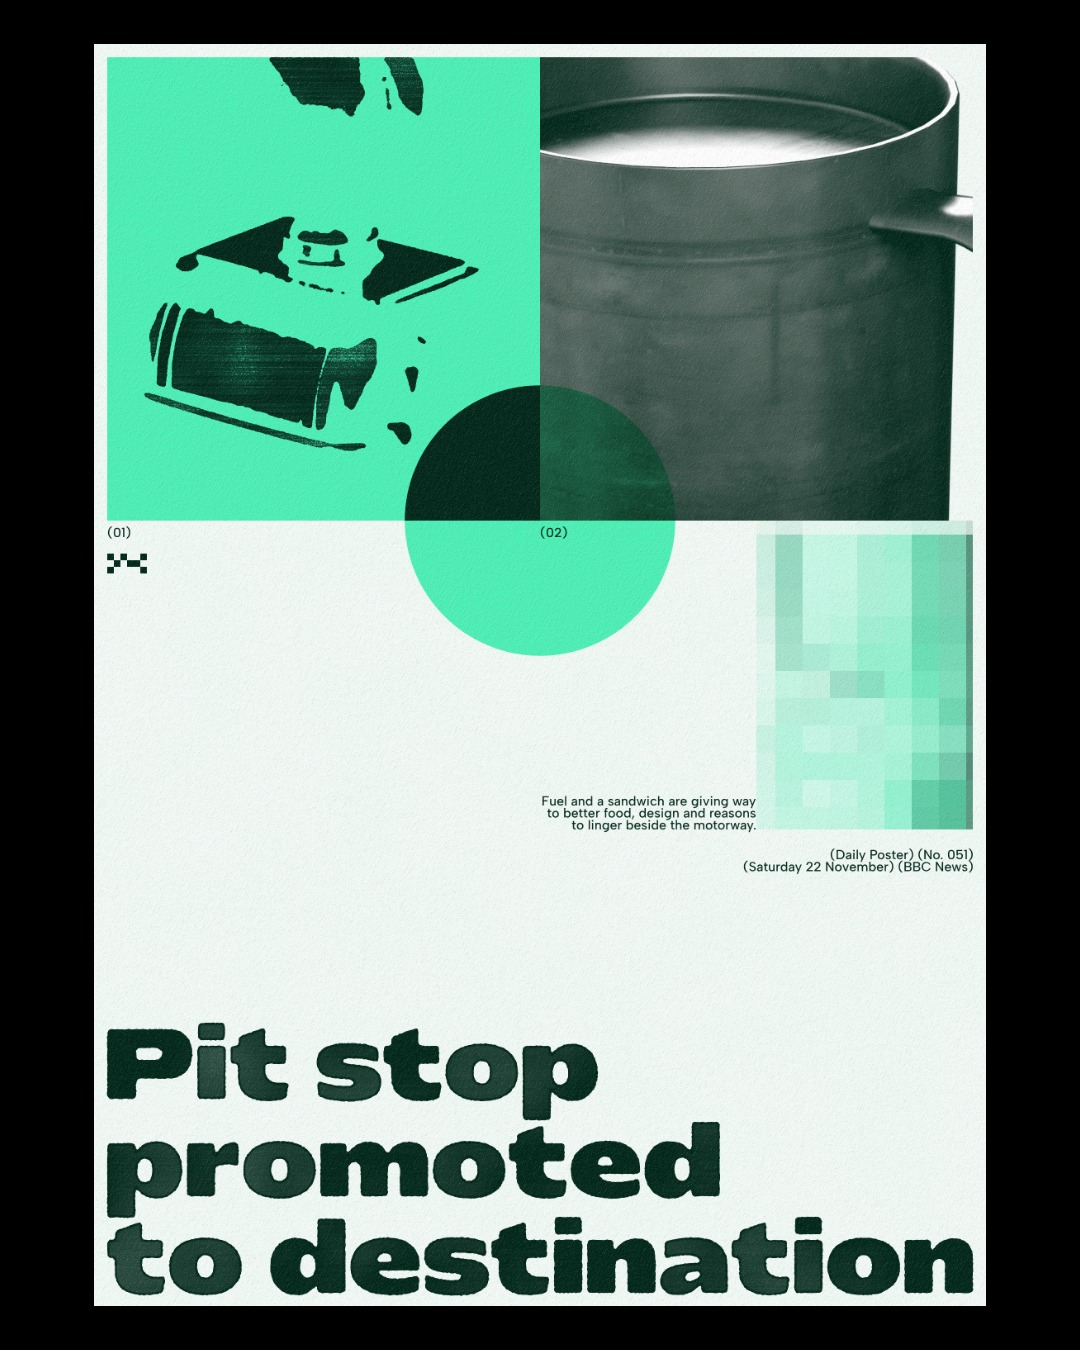 (01)
(02)
Fuel and a sandwich are giving way
to better food, design and reasons
to linger beside the motorway.
(Daily Poster) (No. 051)
(Saturday 22 November) (BBC News)
Pit stop
promoted
to destination